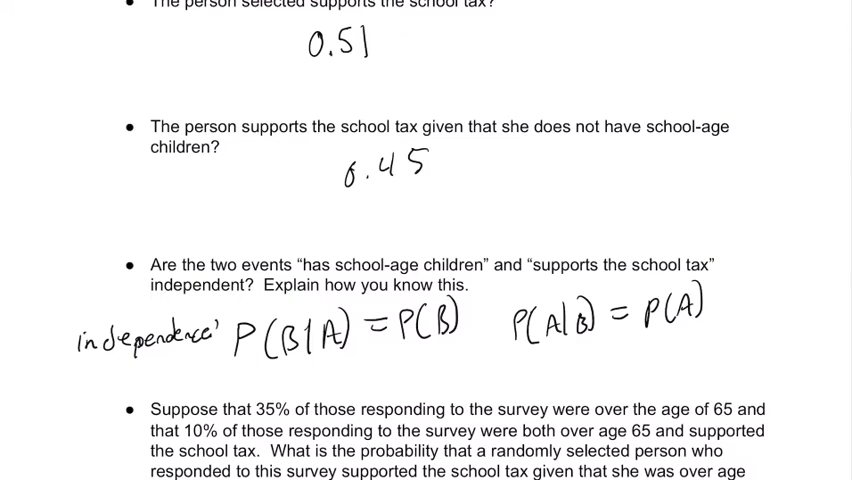 The person selected supports the school tax?
0.51
The person supports the school tax given that she does not have school-age
children?
0.45
Are the two events “has school-age children” and “supports the school tax”
independent? Explain how you know this.
independence' P(B|A) = P(B) P(A|B) = P(A)
Suppose that 35% of those responding to the survey were over the age of 65 and
that 10% of those responding to the survey were both over age 65 and supported
the school tax. What is the probability that a randomly selected person who
responded to this survey supported the school tax given that she was over age